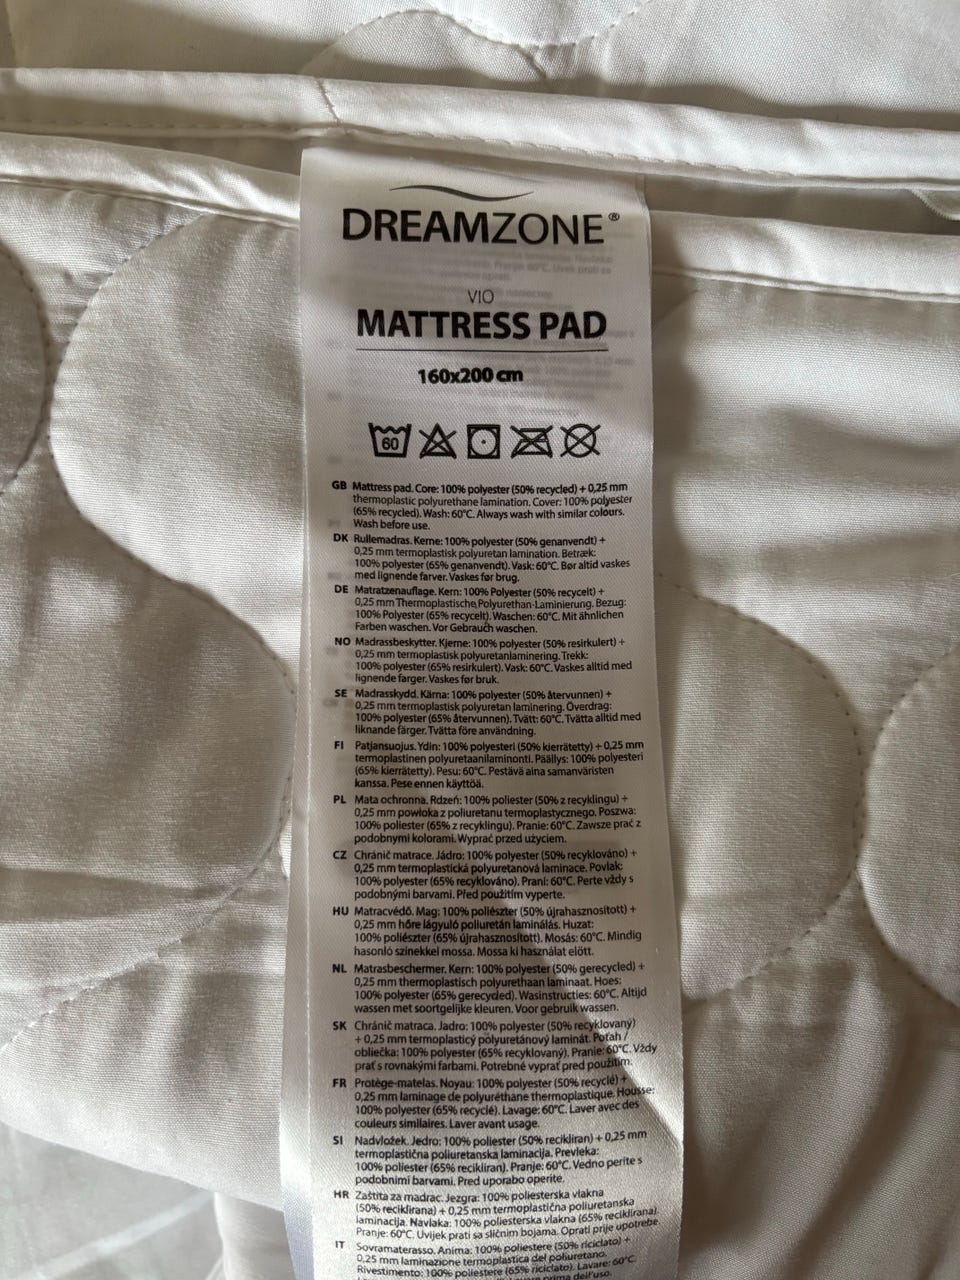 DREAMZONE®
VIO
MATTRESS PAD
160x200 cm
60
GB Mattress pad. Core: 100% polyester (50% recycled) + 0,25 mm
thermoplastic polyurethane lamination. Cover: 100% polyester
(65% recycled). Wash: 60°C. Always wash with similar colours.
Wash before use.
DK Rullemadras. Kerne: 100% polyester (50% genanvendt) +
0,25 mm termoplastisk polyuretan lamination. Betræk:
100% polyester (65% genanvendt). Vask: 60°C. Bør altid vaskes
med lignende farver. Vaskes før brug.
DE Matratzenauflage. Kern: 100% Polyester (50% recycelt) +
0,25 mm Thermoplastische Polyurethan-Laminierung. Bezug:
100% Polyester (65% recycelt). Waschen: 60°C. Mit ähnlichen
Farben waschen. Vor Gebrauch waschen.
NO Madrassbeskytter. Kjerne: 100% polyester (50% resirkulert) +
0,25 mm termoplastisk polyuretanlaminering. Trekk:
100% polyester (65% resirkulert). Vask: 60°C. Vaskes alltid med
lignende farger. Vaskes før bruk.
SE Madrasskydd. Kärna: 100% polyester (50% återvunnen) +
0,25 mm termoplastisk polyuretan laminering. Överdrag:
100% polyester (65% återvunnen). Tvätt: 60°C. Tvätta alltid med
liknande färger. Tvätta före användning.
FI Patjansuojus. Ydin: 100% polyesteri (50% kierrätetty) + 0,25 mm
termoplastinen polyuretaanilaminonti. Päällys: 100% polyesteri
(65% kierrätetty). Pesu: 60°C. Pestävä aina samanväristen
kanssa. Pese ennen käyttöä.
PL Mata ochronna. Rdzeń: 100% poliester (50% z recyklingu) +
0,25 mm powłoka z poliuretanu termoplastycznego. Poszwa:
100% poliester (65% z recyklingu). Pranie: 60°C. Zawsze prać z
podobnymi kolorami. Wyprać przed użyciem.
CZ Chránič matrace. Jádro: 100% polyester (50% recyklováno) +
0,25 mm termoplastická polyuretanová laminace. Povlak:
100% polyester (65% recyklováno). Praní: 60°C. Perte vždy s
podobnými barvami. Před použitím vyperte.
HU Matracvédő. Mag: 100% poliészter (50% újrahasznosított) +
0,25 mm hőre lágyuló poliuretán laminálás. Huzat:
100% poliészter (65% újrahasznosított). Mosás: 60°C. Mindig
hasonló színekkel mossa. Mossa ki használat előtt.
NL Matrasbeschermer. Kern: 100% polyester (50% gerecycled) +
0,25 mm thermoplastisch polyurethaan laminaat. Hoes:
100% polyester (65% gerecycled). Wasinstructies: 60°C. Altijd
wassen met soortgelijke kleuren. Voor gebruik wassen.
SK Chránič matraca. Jadro: 100% polyester (50% recyklovaný)
+ 0,25 mm termoplastický polyuretánový laminát. Poťah /
obliečka: 100% polyester (65% recyklovaný). Pranie: 60°C. Vždy
prať s rovnakými farbami. Potrebné vyprať pred použitím.
FR Protège-matelas. Noyau: 100% polyester (50% recyclé) +
0,25 mm laminage de polyuréthane thermoplastique. Housse:
100% polyester (65% recyclé). Lavage: 60°C. Laver avec des
couleurs similaires. Laver avant usage.
SI Nadvložek. Jedro: 100% poliester (50% recikliran) + 0,25 mm
termoplastična poliuretanska laminacija. Prevleka:
100% poliester (65% recikliran). Pranje: 60°C. Vedno perite s
podobnimi barvami. Pred uporabo operite.
HR Zaštita za madrac. Jezgra: 100% poliesterska vlakna
(50% reciklirana) + 0,25 mm termoplastična poliuretanska
laminacija. Navlaka: 100% poliesterska vlakna (65% reciklirana).
Pranje: 60°C. Uvijek prati sa sličnim bojama. Oprati prije upotrebe.
IT Sovramaterasso. Anima: 100% poliestere (50% riciclato) +
0,25 mm laminazione termoplastica del poliuretano.
Rivestimento: 100% poliestere (65% riciclato). Lavare: 60°C.
prima dell'uso.